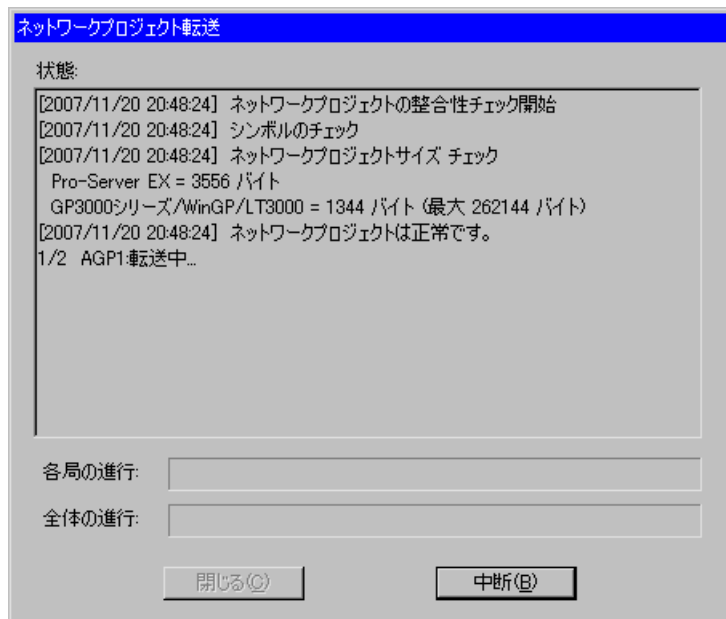 ネットワークプロジェクト転送
状態:
[2007/11/20 20:48:24] ネットワークプロジェクトの整合性チェック開始
[2007/11/20 20:48:24] シンボルのチェック
[2007/11/20 20:48:24] ネットワークプロジェクトサイズ チェック
Pro-Server EX = 3556 バイト
GP3000シリーズ/WinGP/LT3000 = 1344 バイト (最大 262144 バイト)
[2007/11/20 20:48:24] ネットワークプロジェクトは正常です。
1/2 AGP1:転送中...
各局の進行:
全体の進行:
閉じる(C) 中断(B)